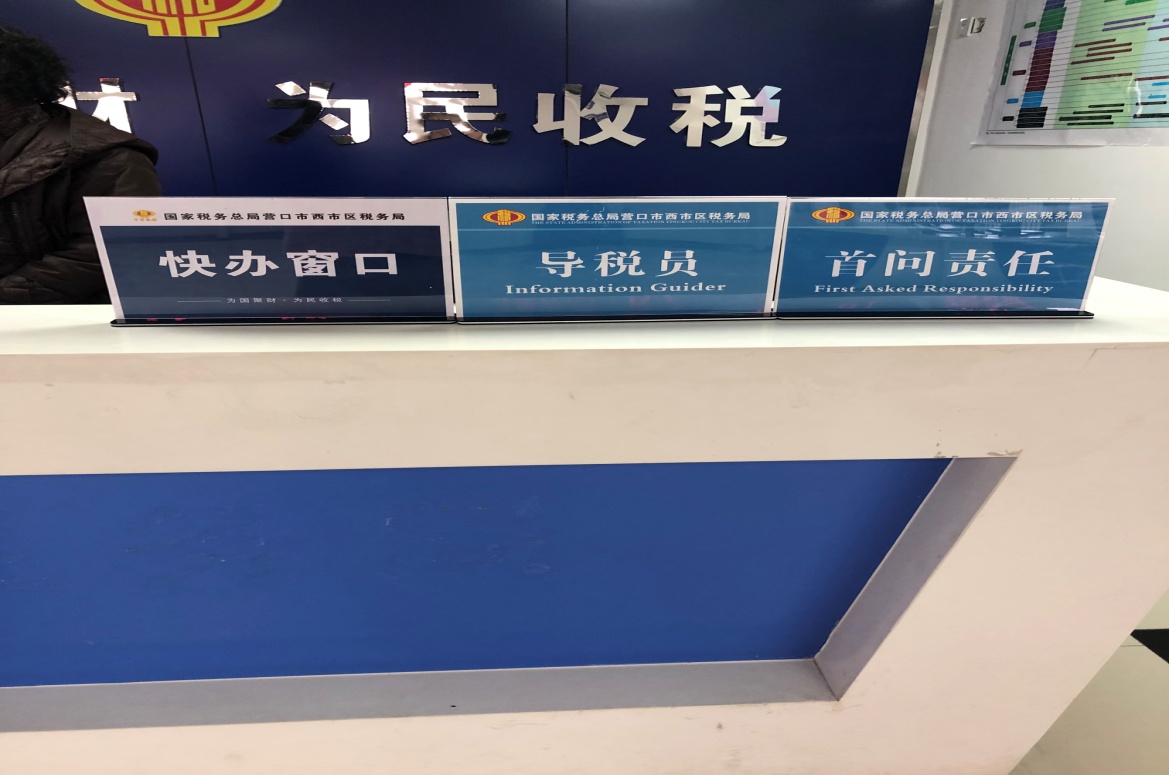 为民收税
国家税务总局营口市西市区税务局
快办窗口
为国聚财·为民收税
国家税务总局营口市西市区税务局
导税员
Information Guider
国家税务总局营口市西市区税务局
首问责任
First Asked Responsibility